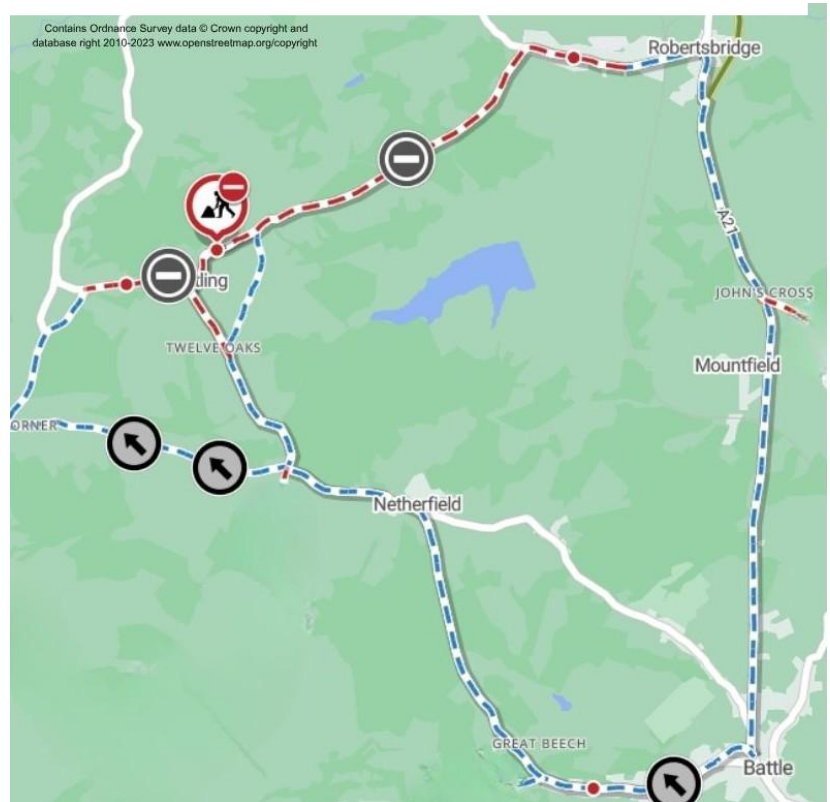 Contains Ordnance Survey data © Crown copyright and
database right 2010-2023 www.openstreetmap.org/copyright
Robertsbridge
A21
tling
JOHN'S CROSS
TWELVE OAKS
Mountfield
ORNER
Netherfield
GREAT BEECH
Battle